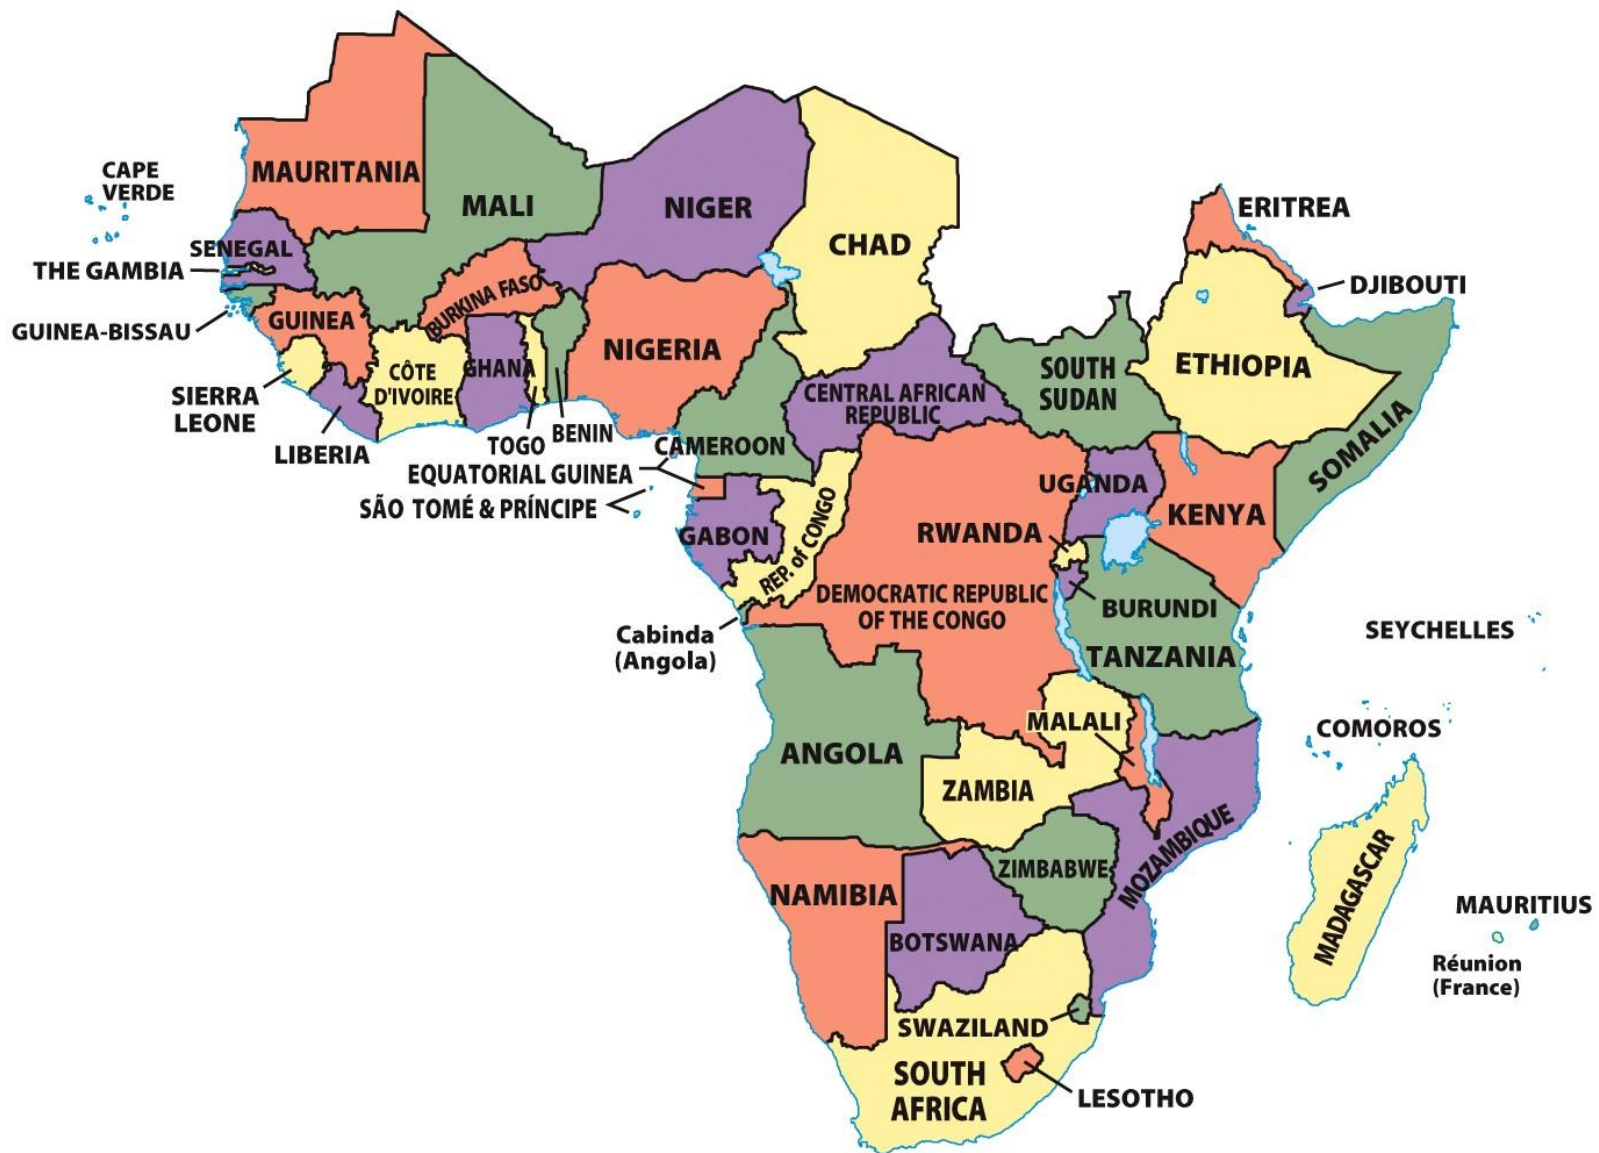 MAURITANIA
CAPE
VERDE
MALI
NIGER
CHAD
ERITREA
SENEGAL
THE GAMBIA
DJIBOUTI
BURKINA FASO
GUINEA
GUINEA-BISSAU
NIGERIA
ETHIOPIA
GHANA
CÔTE
D'IVOIRE
SOUTH
SUDAN
SIERRA
LEONE
CENTRAL AFRICAN
REPUBLIC
SOMALIA
LIBERIA
TOGO
BENIN
CAMEROON
EQUATORIAL GUINEA
UGANDA
SÃO TOMÉ & PRÍNCIPE
KENYA
GABON
REP. of CONGO
RWANDA
DEMOCRATIC REPUBLIC
OF THE CONGO
BURUNDI
Cabinda
(Angola)
SEYCHELLES
TANZANIA
MALALI
COMOROS
ANGOLA
ZAMBIA
MOZAMBIQUE
ZIMBABWE
MADAGASCAR
NAMIBIA
MAURITIUS
BOTSWANA
Réunion
(France)
SWAZILAND
SOUTH
AFRICA
LESOTHO